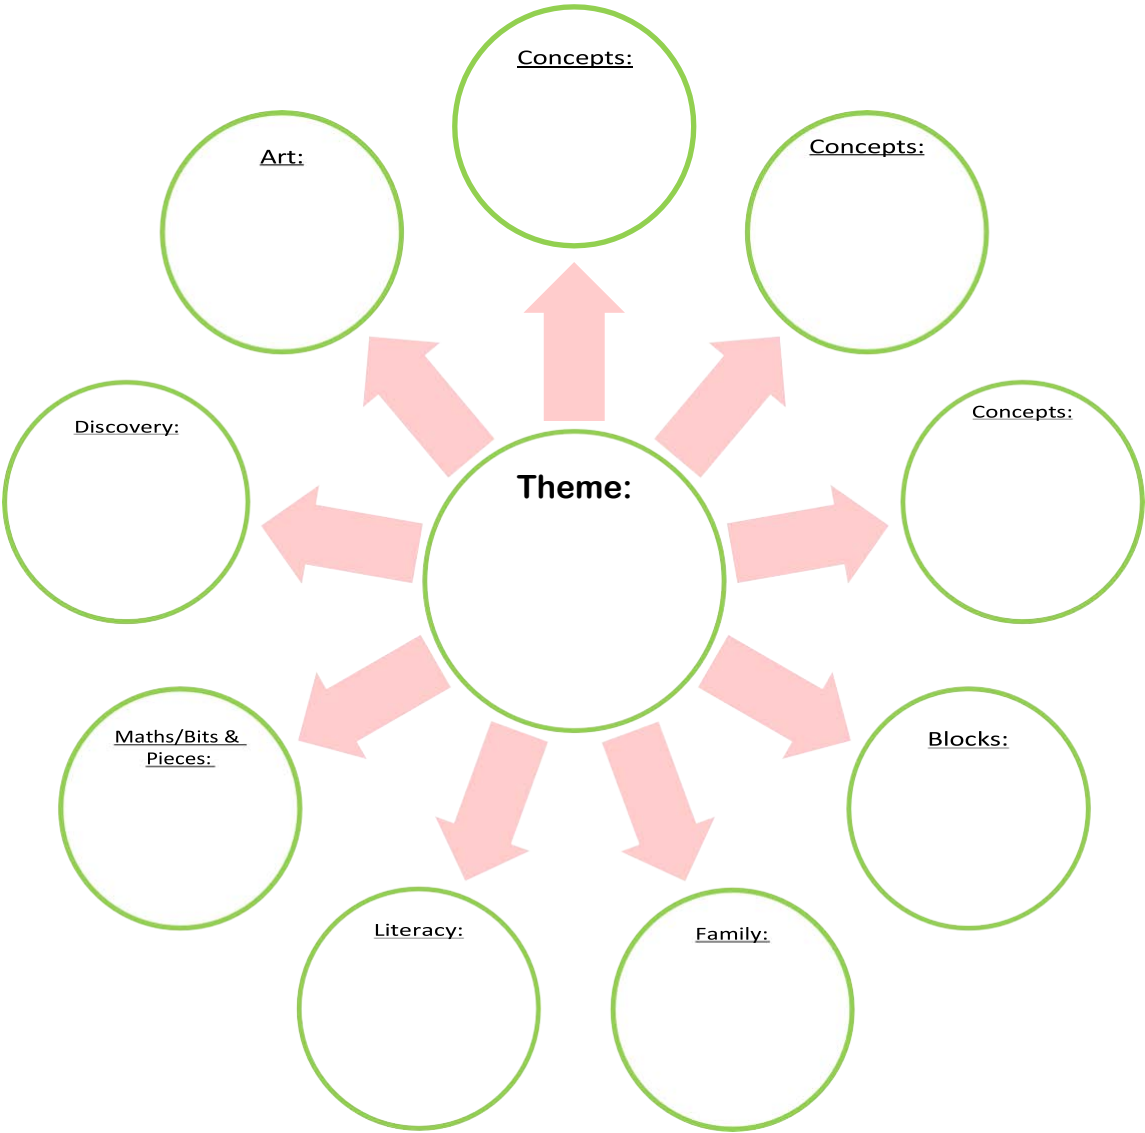 Concepts:
Concepts:
Art:
Concepts:
Discovery:
Theme:
Maths/Bits &
Pieces:
Blocks:
Literacy:
Family: